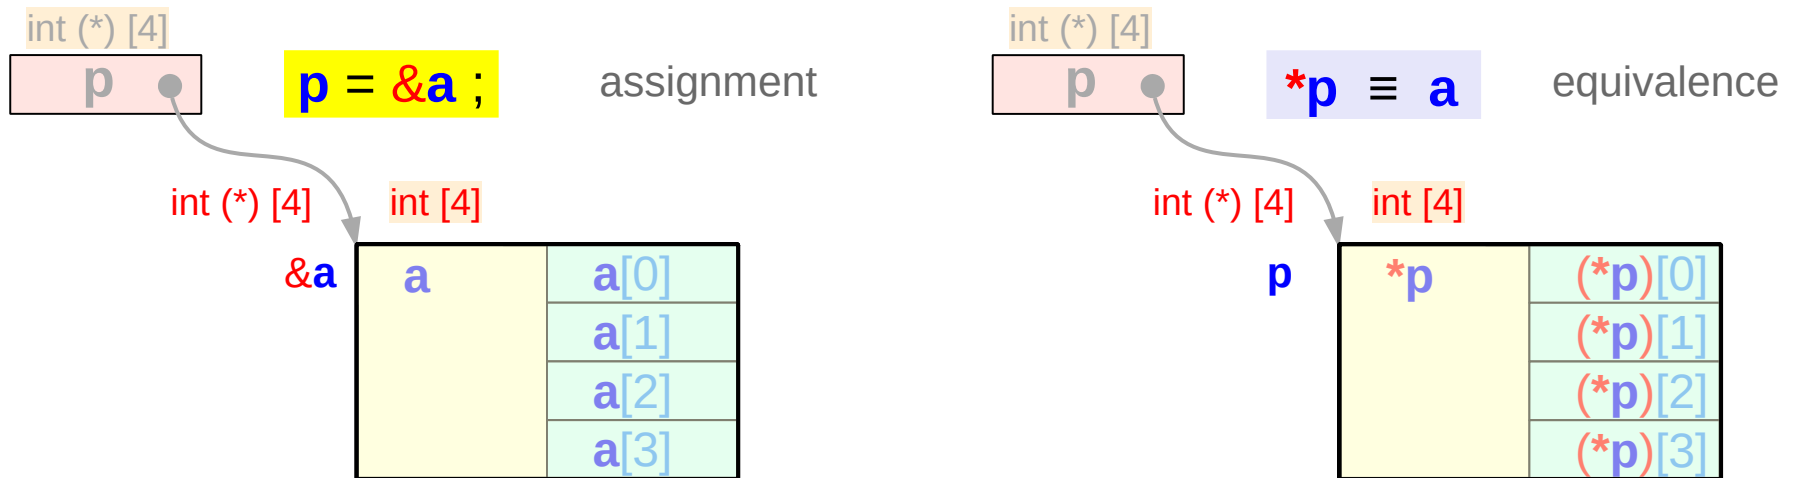 int (*) [4]
p
p = &a ;
assignment
int (*) [4]
int [4]
&a
a
a[0]
a[1]
a[2]
a[3]
int (*) [4]
p
*p ≡ a
equivalence
int (*) [4]
int [4]
p
*p
(*p)[0]
(*p)[1]
(*p)[2]
(*p)[3]